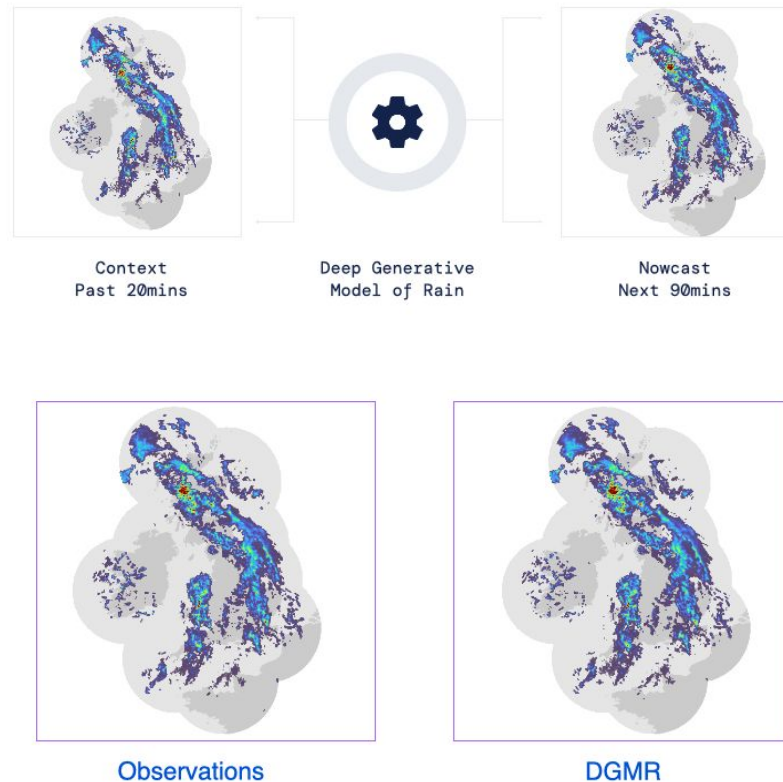 Context
Past 20mins
Deep Generative
Model of Rain
Nowcast
Next 90mins
Observations
DGMR